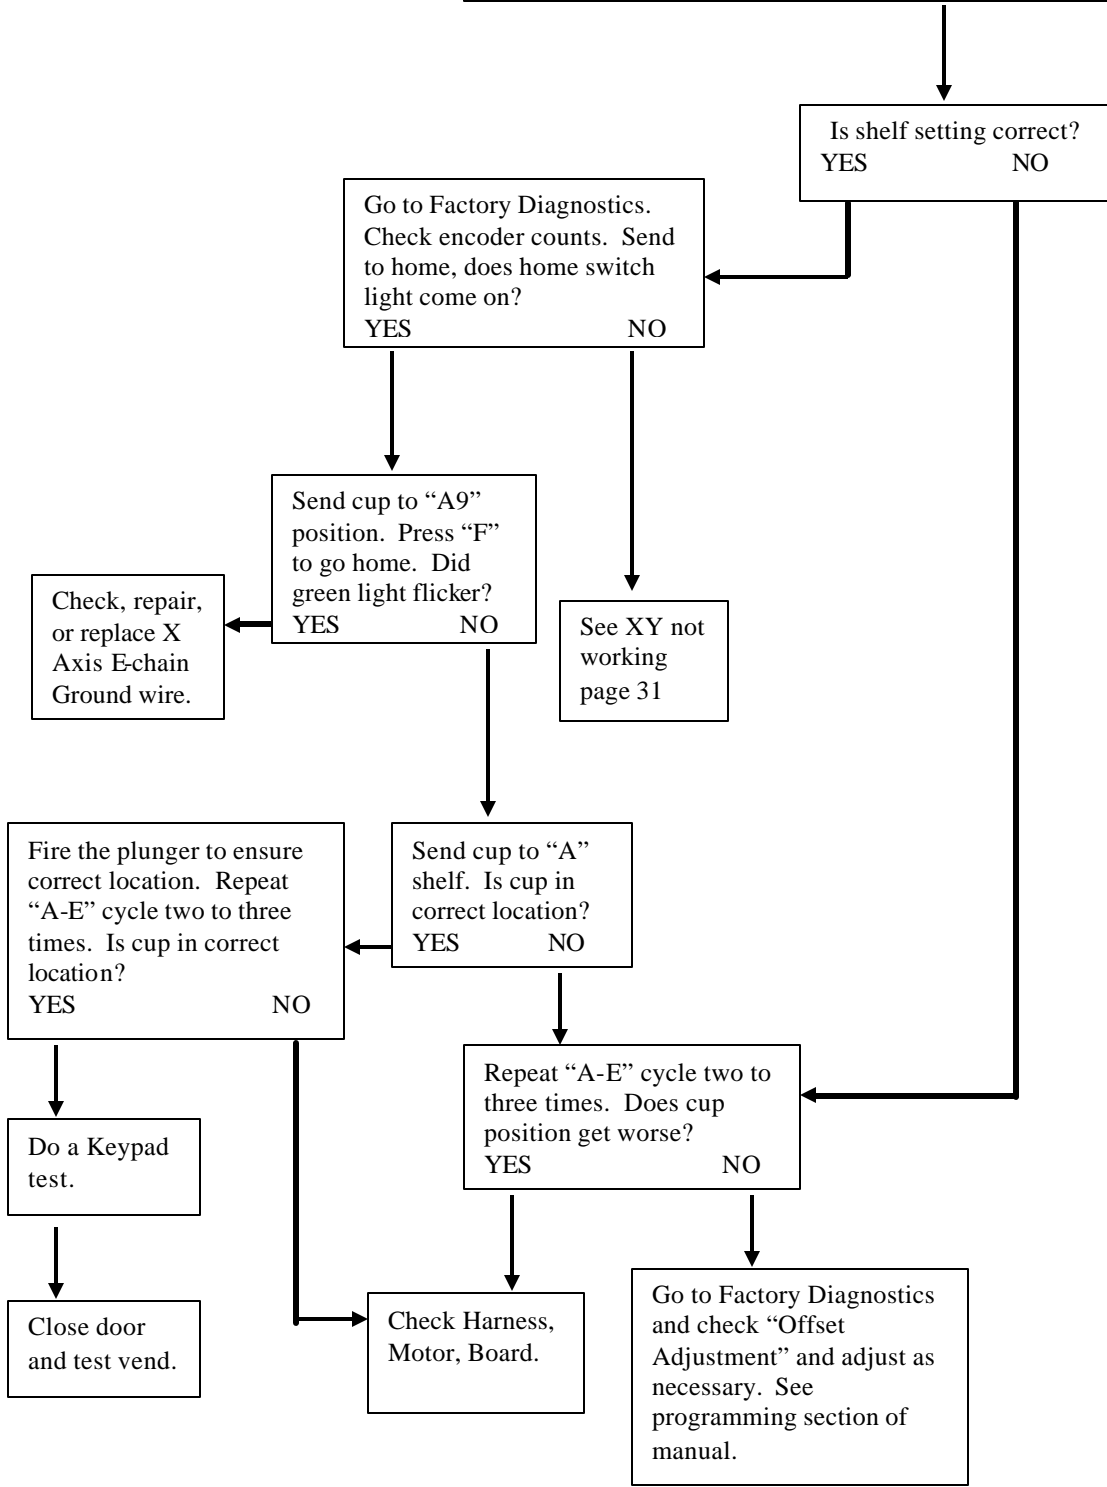 Is shelf setting correct?
YES NO
Go to Factory Diagnostics.
Check encoder counts. Send
to home, does home switch
light come on?
YES NO
Send cup to “A9”
position. Press “F”
to go home. Did
green light flicker?
YES NO
Check, repair,
or replace X
Axis E-chain
Ground wire.
See XY not
working
page 31
Fire the plunger to ensure
correct location. Repeat
“A-E” cycle two to three
times. Is cup in correct
location?
YES NO
Send cup to “A”
shelf. Is cup in
correct location?
YES NO
Repeat “A-E” cycle two to
three times. Does cup
position get worse?
YES NO
Do a Keypad
test.
Close door
and test vend.
Check Harness,
Motor, Board.
Go to Factory Diagnostics
and check “Offset
Adjustment” and adjust as
necessary. See
programming section of
manual.